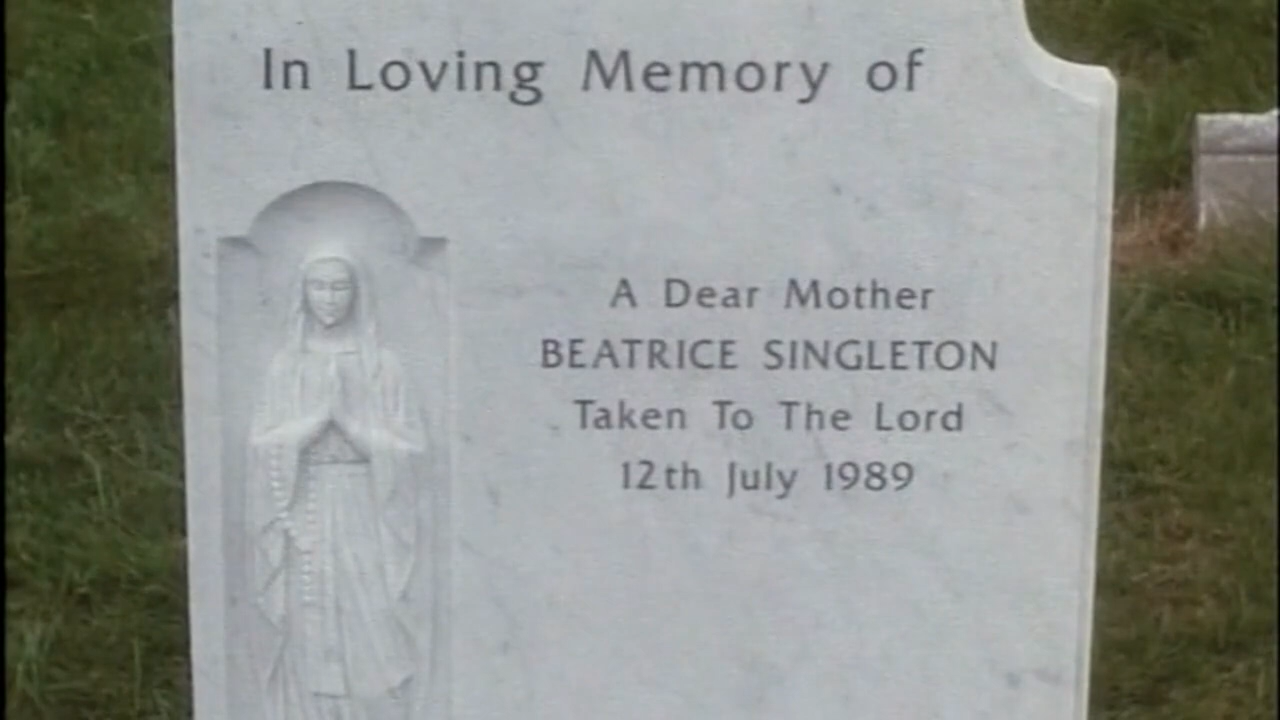 In Loving Memory of
A Dear Mother
BEATRICE SINGLETON
Taken To The Lord
12th July 1989